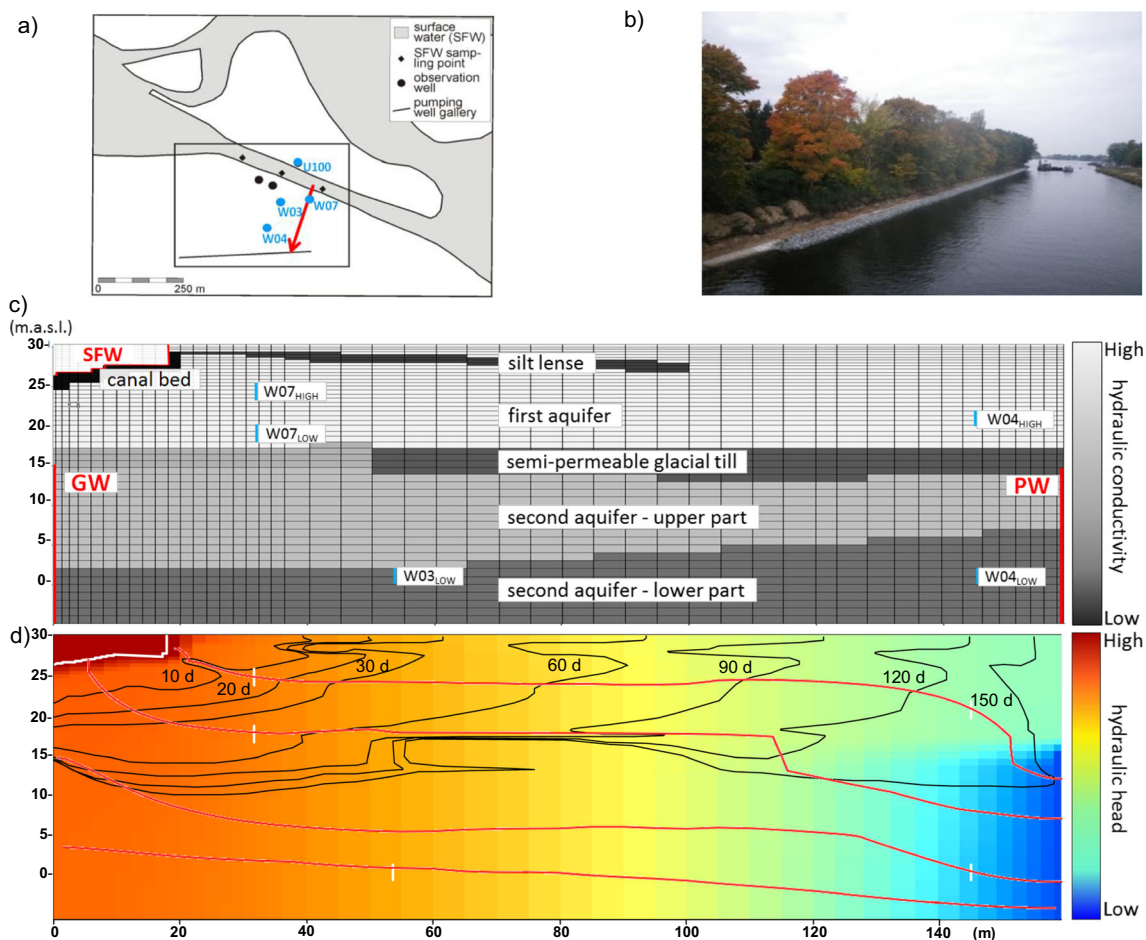 a)
surface
water (SFW)
SFW sam-
pling point
observation
well
pumping
well gallery
U100
W03
W07
W04
0
250 m
b)
c)
(m.a.s.l.)
30-
25-
20-
15-
10-
5-
0-
SFW
canal bed
silt lense
W07HIGH
first aquifer
W04HIGH
W07LOW
semi-permeable glacial till
GW
PW
second aquifer - upper part
W03LOW
W04LOW
second aquifer - lower part
High
hydraulic conductivity
Low
d)
30
25-
20-
15-
10-
5-
0-
10 d
20 d
30 d
60 d
90 d
120 d
150 d
0
20
40
60
80
100
120
140
(m)
High
hydraulic head
Low